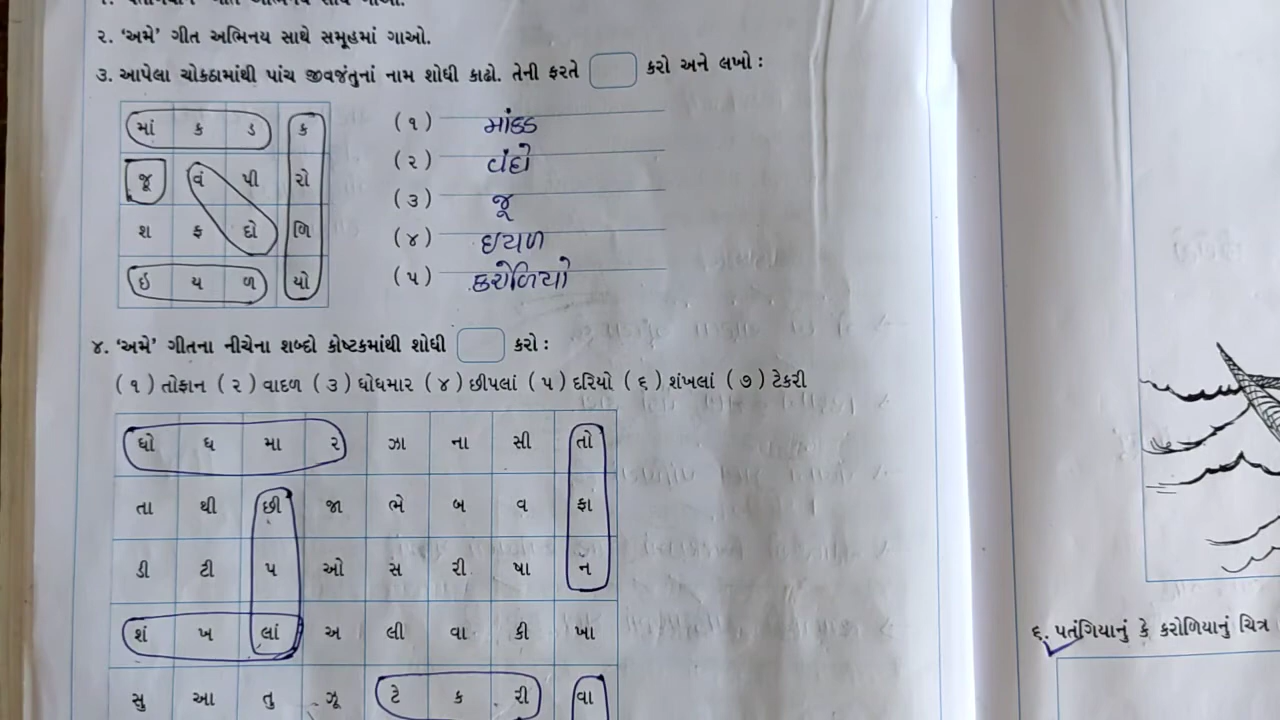 ૨. ‘અમે’ ગીત અભિનય સાથે સમૂહમાં ગાઓ.
૩. આપેલા ચોકઠામાંથી પાંચ જીવજંતુનાં નામ શોધી કાઢો. તેની ફરતે કરો અને લખો :
માં ક ડ ક
જૂ વં પી રો
શ ફ દો ળિ
ઇ ય ળ યો
(૧) માંકડ
(૨) વંદો
(૩) જૂ
(૪) ઇયળ
(૫) કરોળિયો
૪. ‘અમે’ ગીતના નીચેના શબ્દો કોષ્ટકમાંથી શોધી કરો :
(૧) તોફાન (૨) વાદળ (૩) ધોધમાર (૪) છીપલાં (૫) દરિયો (૬) શંખલાં (૭) ટેકરી
ધો ધ મા ર ઝા ના સી તો
તા થી છી જા ભે બ વ ફા
ડી ટી પ ઓ સ રી ષા ન
શં ખ લાં અ લી વા કી ખા
સુ આ તુ ઝૂ ટે ક રી વા
૬. પતંગિયાનું કે કરોળિયાનું ચિત્ર